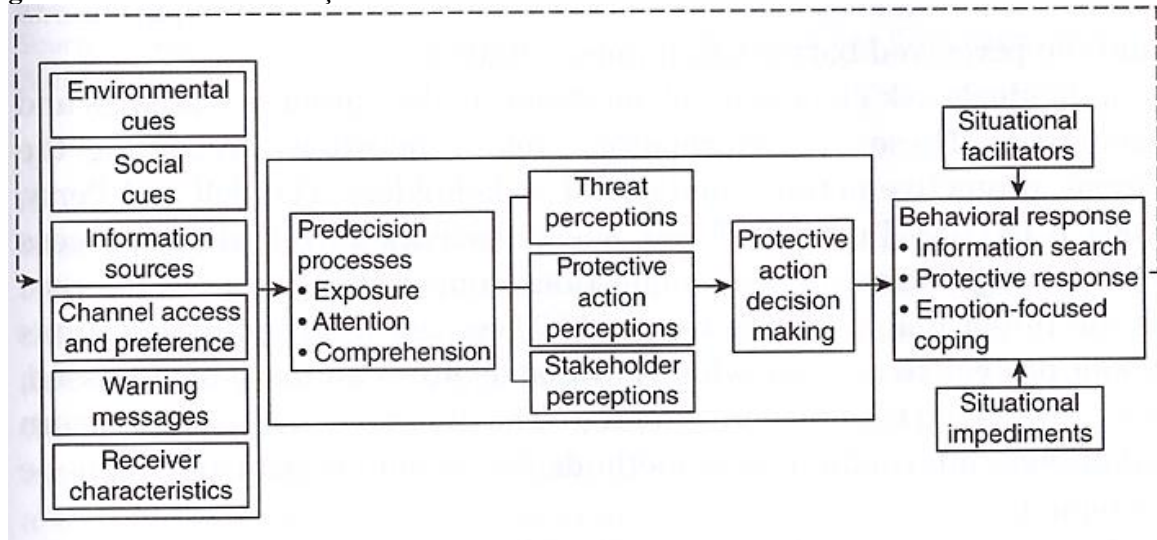 Environmental
cues
Social
cues
Information
sources
Channel access
and preference
Warning
messages
Receiver
characteristics
Predecision
processes
• Exposure
• Attention
• Comprehension
Threat
perceptions
Protective
action
perceptions
Stakeholder
perceptions
Protective
action
decision
making
Situational
facilitators
Behavioral response
• Information search
• Protective response
• Emotion-focused
coping
Situational
impediments